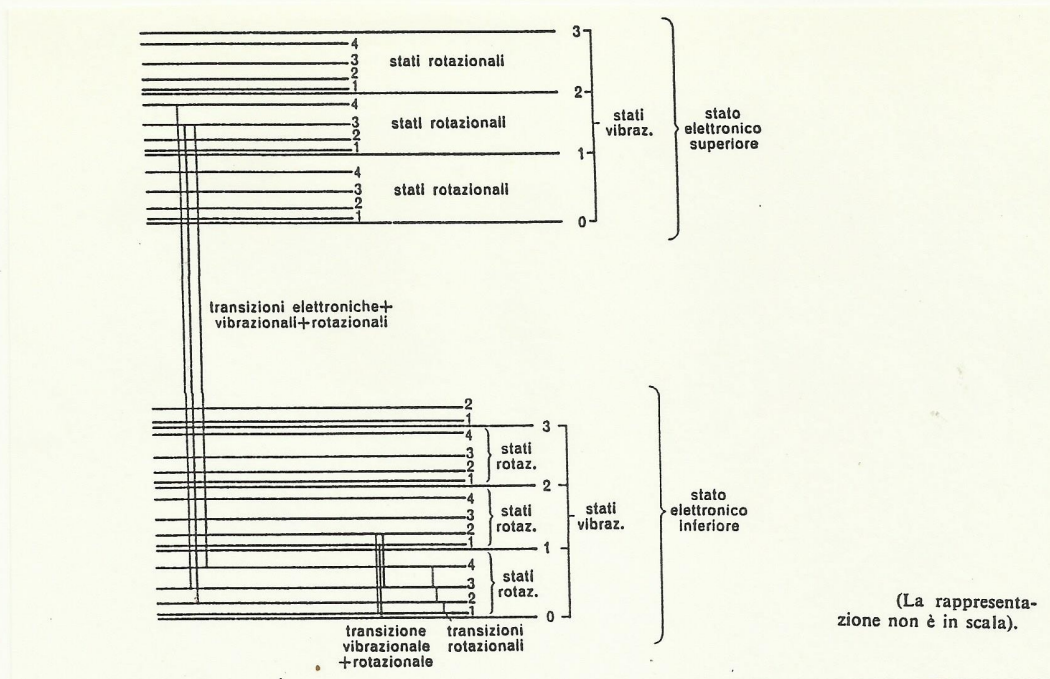 3
4
3
stati rotazionali
2
1
2
4
3
stati rotazionali
2
1
1
4
3
stati rotazionali
2
1
0
stati
vibraz.
stato
elettronico
superiore
transizioni elettroniche+
vibrazionali+rotazionali
2
1
3
4
3
2
1
stati
rotaz.
2
4
3
2
1
stati
rotaz.
1
4
3
2
1
stati
rotaz.
0
stati
vibraz.
stato
elettronico
inferiore
transizione
vibrazionale
+rotazionale
transizioni
rotazionali
(La rappresenta-
zione non è in scala).